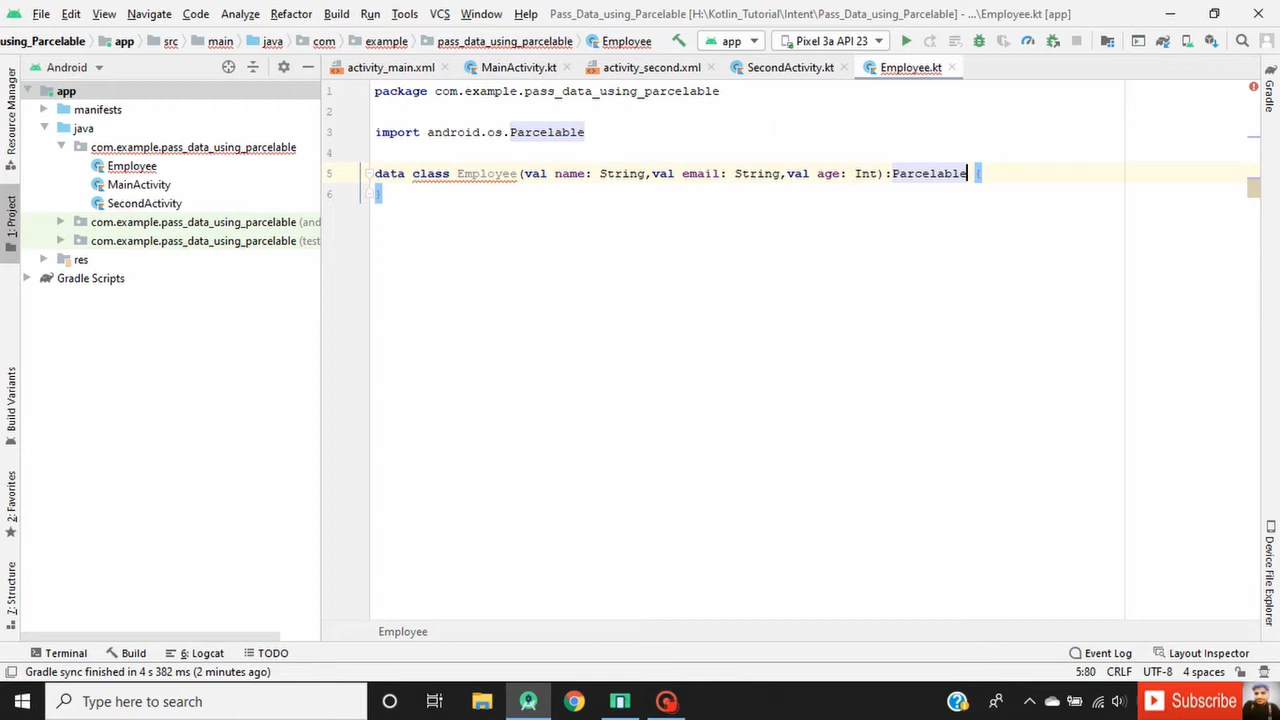 File Edit View Navigate Code Analyze Refactor Build Run Tools VCS Window Help Pass_Data_using_Parcelable [H:\Kotlin_Tutorial\Intent\Pass_Data_using_Parcelable] - ...\Employee.kt [app]
using_Parcelable app src main java com example pass_data_using_parcelable Employee app Pixel 3a API 23
Android activity_main.xml MainActivity.kt activity_second.xml SecondActivity.kt Employee.kt
Resource Manager
1: Project
Build Variants
2: Favorites
7: Structure
app
manifests
java
com.example.pass_data_using_parcelable
Employee
MainActivity
SecondActivity
com.example.pass_data_using_parcelable (and
com.example.pass_data_using_parcelable (test
res
Gradle Scripts
1 package com.example.pass_data_using_parcelable
2
3 import android.os.Parcelable
4
5 data class Employee(val name: String,val email: String,val age: Int):Parcelable {
6 }
Gradle
Device File Explorer
Employee
Terminal Build 6: Logcat TODO Event Log Layout Inspector
Gradle sync finished in 4 s 382 ms (2 minutes ago) 5:80 CRLF UTF-8 4 spaces
Type here to search Subscribe